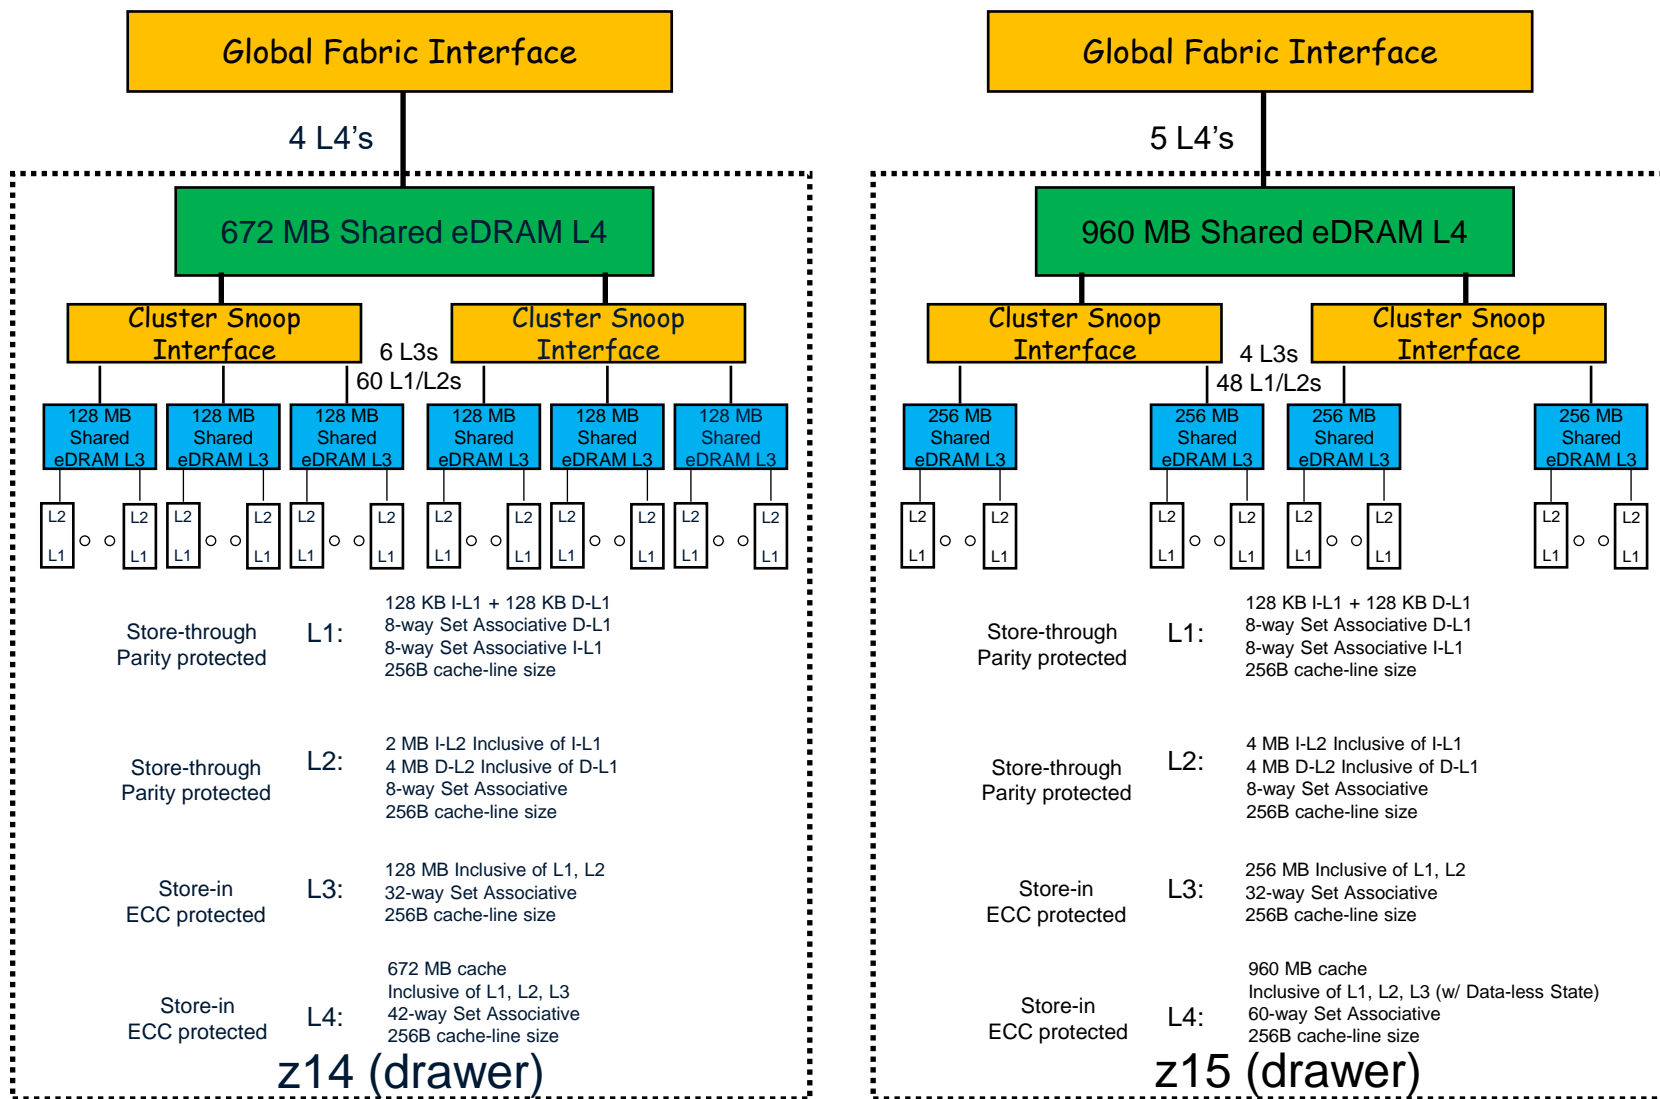 Global Fabric Interface
4 L4's
672 MB Shared eDRAM L4
Cluster Snoop
Interface
Cluster Snoop
Interface
6 L3s
60 L1/L2s
128 MB
Shared
eDRAM L3
128 MB
Shared
eDRAM L3
128 MB
Shared
eDRAM L3
128 MB
Shared
eDRAM L3
128 MB
Shared
eDRAM L3
128 MB
Shared
eDRAM L3
L2
L1
L2
L1
L2
L1
L2
L1
L2
L1
L2
L1
L2
L1
L2
L1
L2
L1
L2
L1
L2
L1
L2
L1
Store-through
Parity protected
L1:
128 KB I-L1 + 128 KB D-L1
8-way Set Associative D-L1
8-way Set Associative I-L1
256B cache-line size
Store-through
Parity protected
L2:
2 MB I-L2 Inclusive of I-L1
4 MB D-L2 Inclusive of D-L1
8-way Set Associative
256B cache-line size
Store-in
ECC protected
L3:
128 MB Inclusive of L1, L2
32-way Set Associative
256B cache-line size
Store-in
ECC protected
L4:
672 MB cache
Inclusive of L1, L2, L3
42-way Set Associative
256B cache-line size
z14 (drawer)
Global Fabric Interface
5 L4's
960 MB Shared eDRAM L4
Cluster Snoop
Interface
Cluster Snoop
Interface
4 L3s
48 L1/L2s
256 MB
Shared
eDRAM L3
256 MB
Shared
eDRAM L3
256 MB
Shared
eDRAM L3
256 MB
Shared
eDRAM L3
L2
L1
L2
L1
L2
L1
L2
L1
L2
L1
L2
L1
L2
L1
L2
L1
Store-through
Parity protected
L1:
128 KB I-L1 + 128 KB D-L1
8-way Set Associative D-L1
8-way Set Associative I-L1
256B cache-line size
Store-through
Parity protected
L2:
4 MB I-L2 Inclusive of I-L1
4 MB D-L2 Inclusive of D-L1
8-way Set Associative
256B cache-line size
Store-in
ECC protected
L3:
256 MB Inclusive of L1, L2
32-way Set Associative
256B cache-line size
Store-in
ECC protected
L4:
960 MB cache
Inclusive of L1, L2, L3 (w/ Data-less State)
60-way Set Associative
256B cache-line size
z15 (drawer)